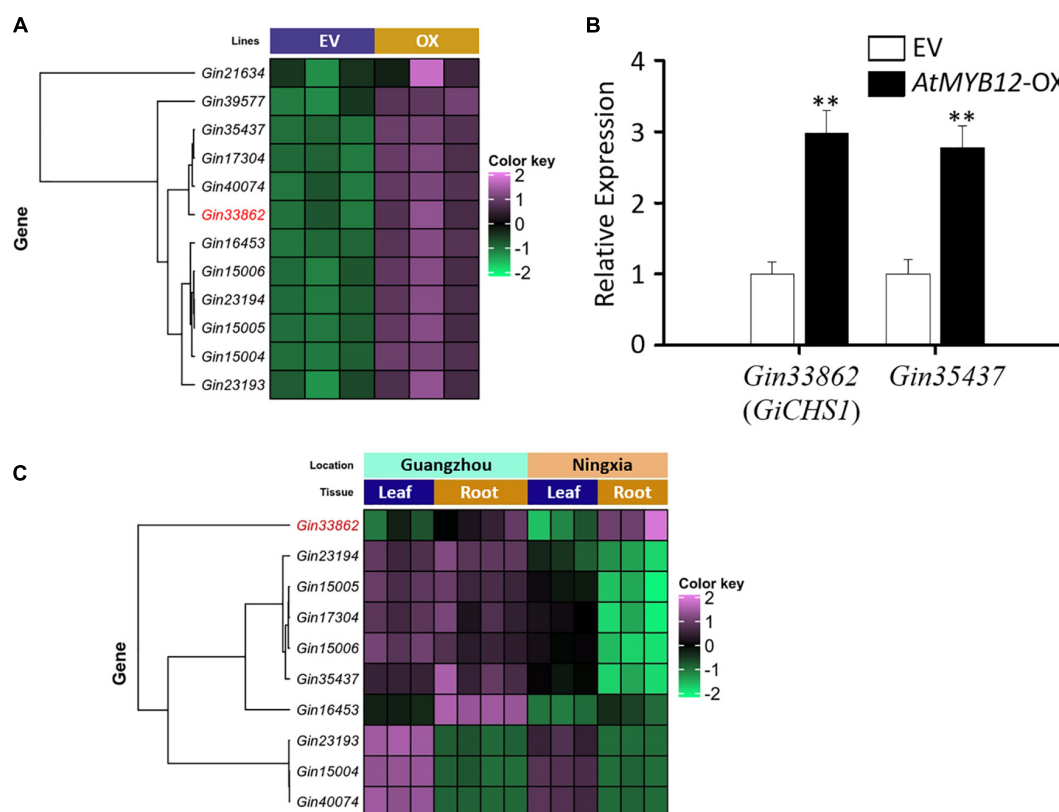 A
Lines EV OX
Gin21634
Gin39577
Gin35437
Gin17304
Gin40074
Gin33862
Gin16453
Gin15006
Gin23194
Gin15005
Gin15004
Gin23193
Gene
Color key
2
1
0
-1
-2
B
EV
AtMYB12-OX
Relative Expression
4
3
2
1
0
**
**
Gin33862
(GiCHS1)
Gin35437
C
Location Guangzhou Ningxia
Tissue Leaf Root Leaf Root
Gin33862
Gin23194
Gin15005
Gin17304
Gin15006
Gin35437
Gin16453
Gin23193
Gin15004
Gin40074
Gene
Color key
2
1
0
-1
-2